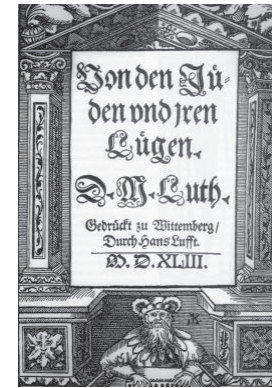 Von den Jü-
den vnd jren
Lügen.
D. M. Luth.
Gedrückt zu Wittemberg/
Durch Hans Lufft.
M. D. XLIII.